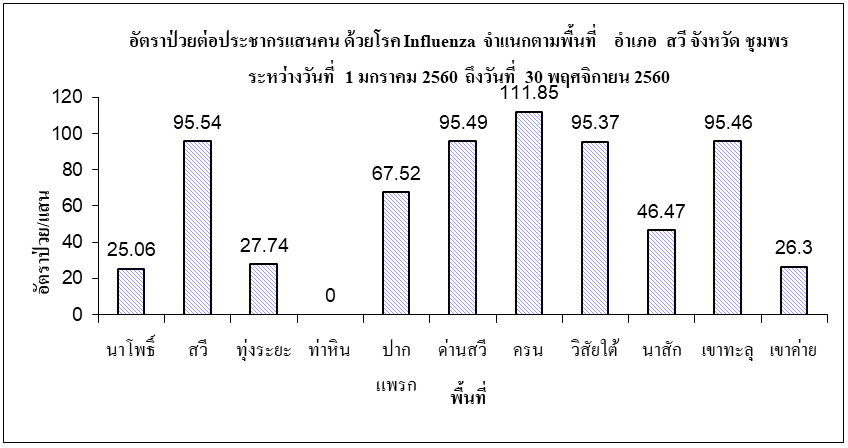 อัตราป่วยต่อประชากรแสนคน ด้วยโรค Influenza จำแนกตามพื้นที่ อำเภอ สวี จังหวัด ชุมพร
ระหว่างวันที่ 1 มกราคม 2560 ถึงวันที่ 30 พฤศจิกายน 2560
อัตราป่วย/แสน
120
100
80
60
40
20
0
25.06
95.54
27.74
0
67.52
95.49
111.85
95.37
46.47
95.46
26.3
นาโพธิ์
สวี
ทุ่งระยะ
ท่าหิน
ปาก
แพรก
ด่านสวี
ครน
วิสัยใต้
นาสัก
เขาทะลุ
เขาค่าย
พื้นที่